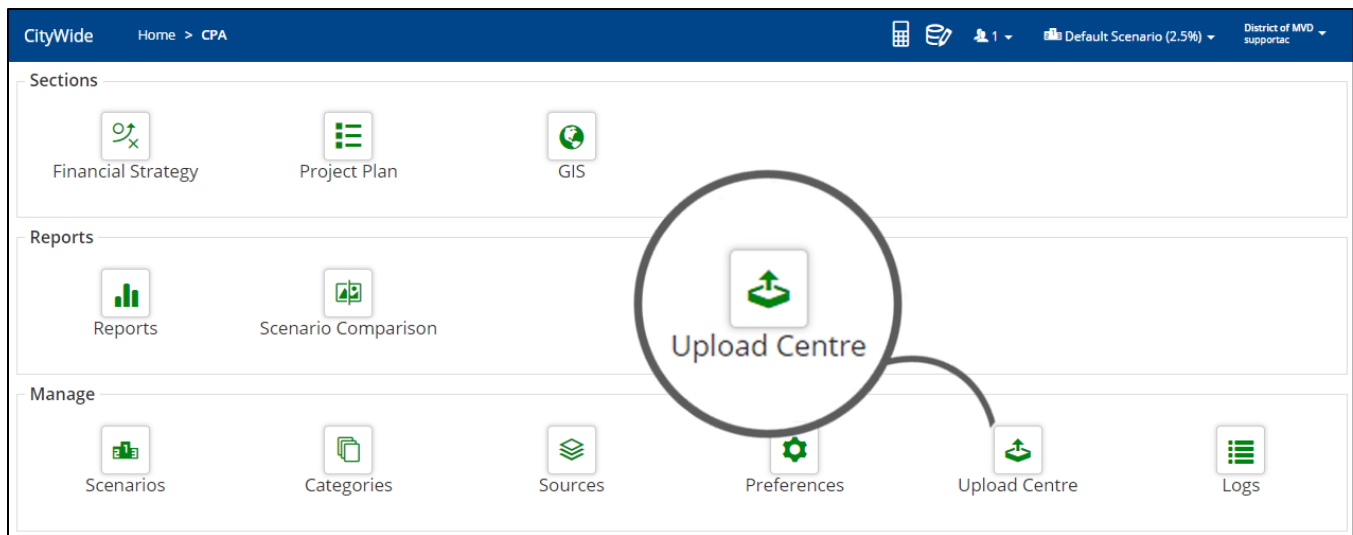 CityWide Home > CPA 1 Default Scenario (2.5%) District of MVD
supportac
Sections
Financial Strategy Project Plan GIS
Reports
Reports Scenario Comparison
Upload Centre
Manage
Scenarios Categories Sources Preferences Upload Centre Logs